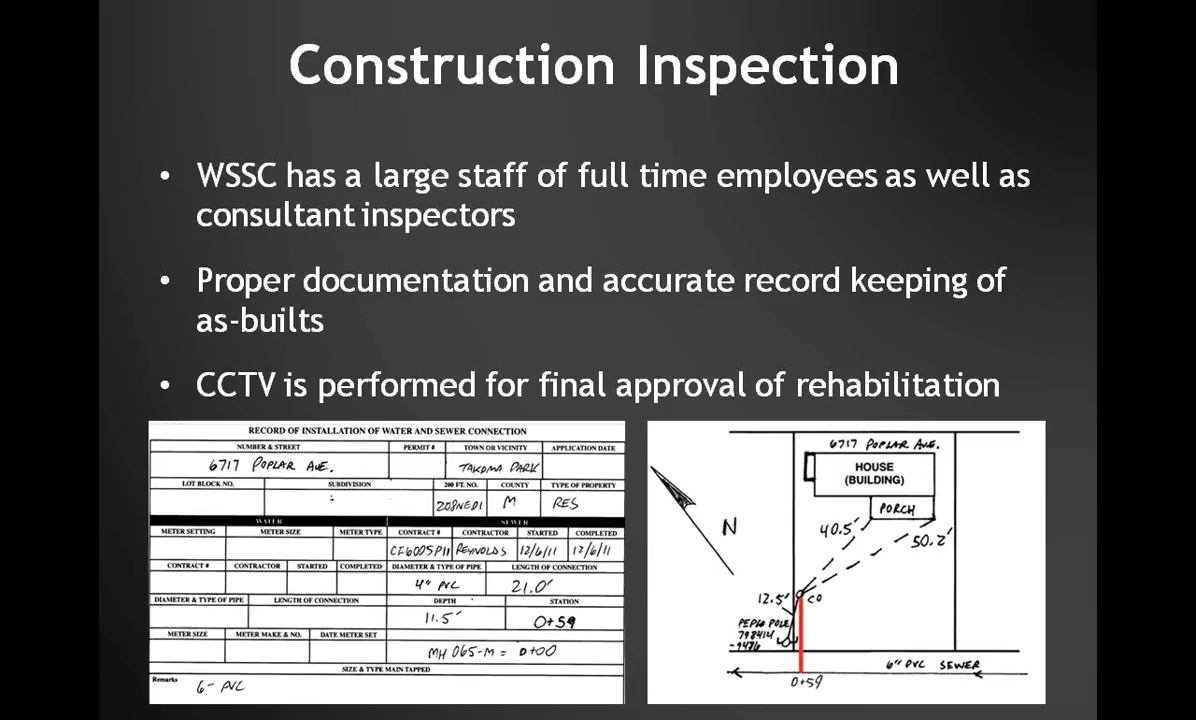 Construction Inspection
• WSSC has a large staff of full time employees as well as
consultant inspectors
• Proper documentation and accurate record keeping of
as-builts
• CCTV is performed for final approval of rehabilitation
RECORD OF INSTALLATION OF WATER AND SEWER CONNECTION
NUMBER & STREET PERMIT# TOWN OR VICINITY APPLICATION DATE
6717 POPLAR AVE. TAKOMA PARK
LOT BLOCK NO. SUBDIVISION 200 FT. NO. COUNTY TYPE OF PROPERTY
208NE01 M RES
WATER SEWER
METER SETTING METER SIZE METER TYPE CONTRACT# CONTRACTOR STARTED COMPLETED
REYNOLDS 12/6/11 12/6/11
CONTRACT# CONTRACTOR STARTED COMPLETED DIAMETER & TYPE OF PIPE LENGTH OF CONNECTION
4" PVC 21.0'
DIAMETER & TYPE OF PIPE LENGTH OF CONNECTION DEPTH STATION
11.5' 0+59
METER SIZE METER MAKE & NO. DATE METER SET
MH 065-M = 0+00
SIZE & TYPE MAIN TAPPED
Remarks
6" PVC
6717 POPLAR AVE.
HOUSE
(BUILDING)
PORCH
N
40.5'
50.2'
12.5' CO
PEPCO POLE
798414
-9486
6" PVC SEWER
0+59